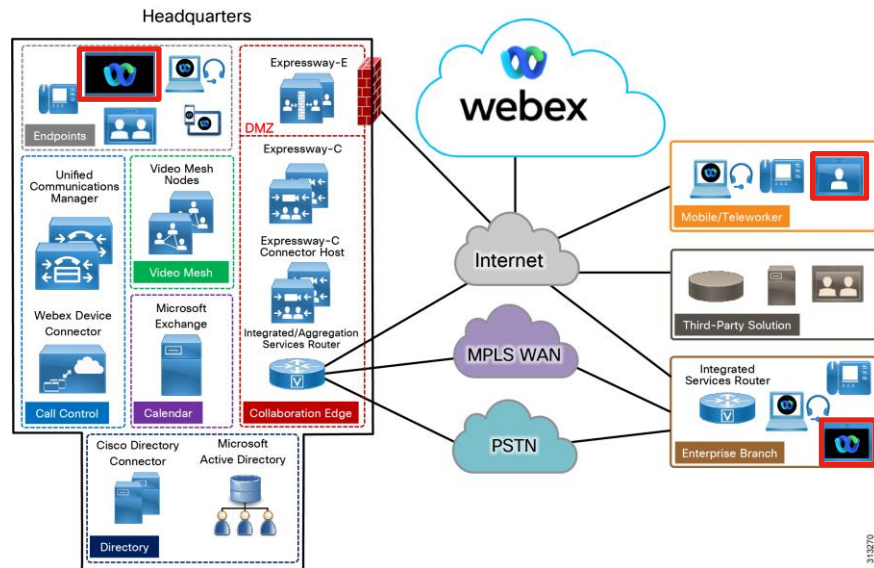 Headquarters
Endpoints
Expressway-E
DMZ
Unified
Communications
Manager
Webex Device
Connector
Call Control
Video Mesh
Nodes
Video Mesh
Microsoft
Exchange
Calendar
Expressway-C
Expressway-C
Connector Host
Integrated/Aggregation
Services Router
V
Collaboration Edge
Cisco Directory
Connector
Microsoft
Active Directory
Directory
webex
Internet
MPLS WAN
PSTN
Mobile/Teleworker
Third-Party Solution
Integrated
Services Router
V
Enterprise Branch
313270